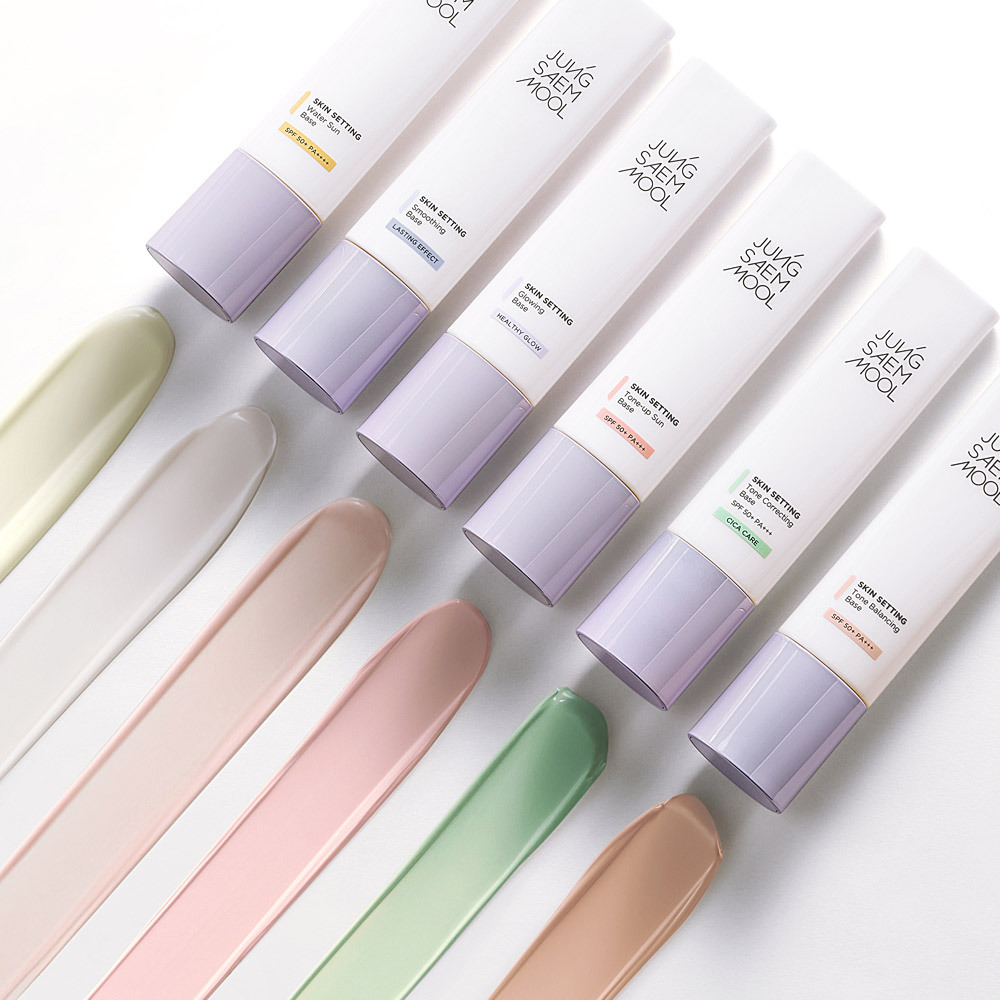 JUNG
SAEM
MOOL
SKIN SETTING
Water Sun
Base
SPF 50+ PA++++
JUNG
SAEM
MOOL
SKIN SETTING
Smoothing
Base
LASTING EFFECT
JUNG
SAEM
MOOL
SKIN SETTING
Glowing
Base
HEALTHY GLOW
JUNG
SAEM
MOOL
SKIN SETTING
Tone-up Sun
Base
SPF 50+ PA+++
JUNG
SAEM
MOOL
SKIN SETTING
Tone Correcting
Base
SPF 50+ PA+++
CICA CARE
JUNG
SAEM
MOOL
SKIN SETTING
Tone Balancing
Base
SPF 50+ PA+++